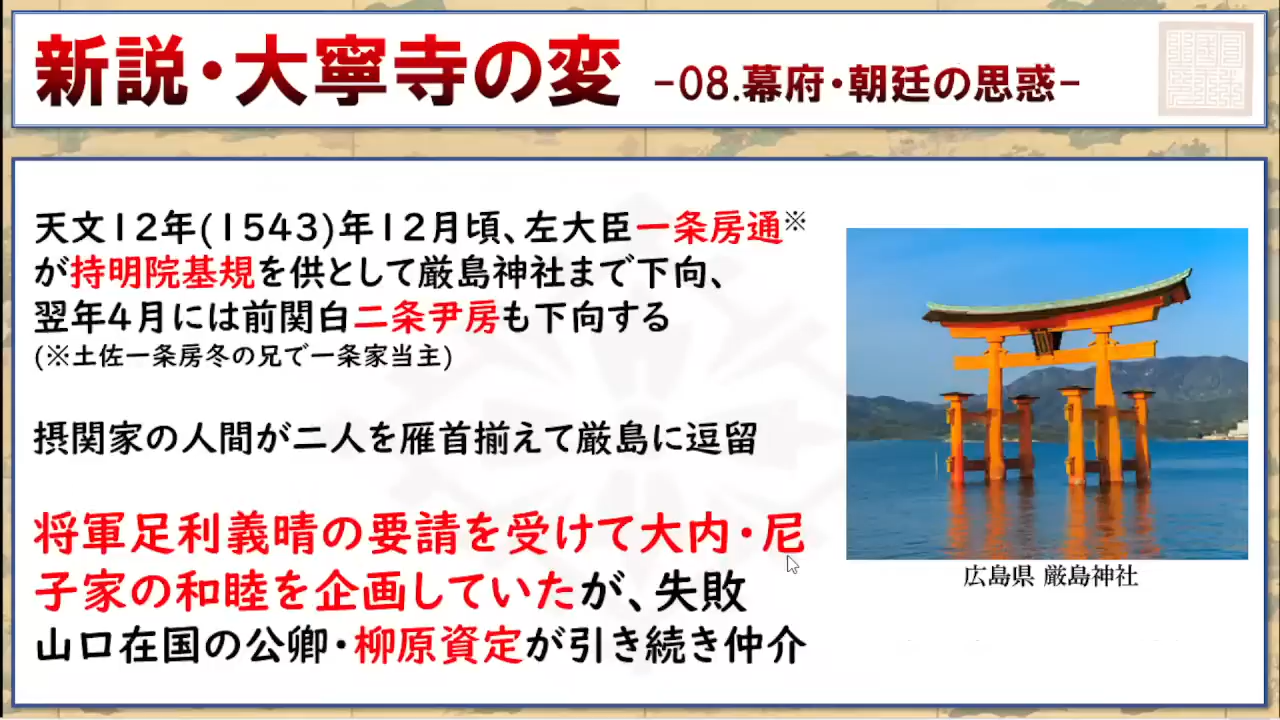 新説・大寧寺の変 -08.幕府・朝廷の思惑-
天文12年(1543)年12月頃、左大臣一条房通※
が持明院基規を供として厳島神社まで下向、
翌年4月には前関白二条尹房も下向する
(※土佐一条房冬の兄で一条家当主)
摂関家の人間が二人を雁首揃えて厳島に逗留
将軍足利義晴の要請を受けて大内・尼
子家の和睦を企画していたが、失敗
山口在国の公卿・柳原資定が引き続き仲介
広島県 厳島神社